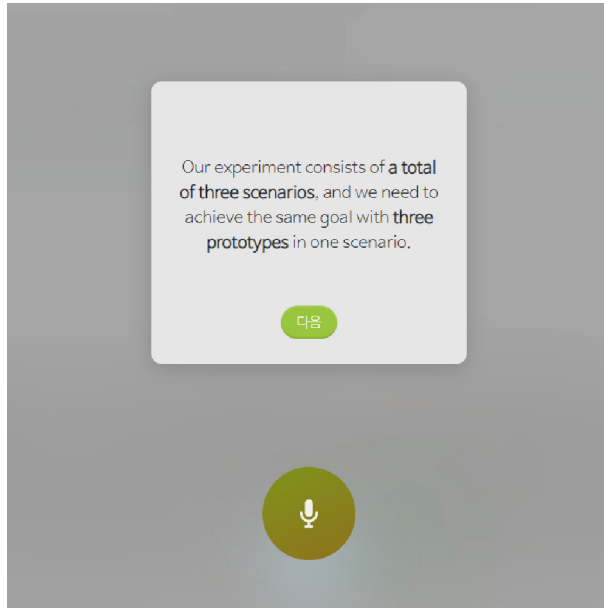 Our experiment consists of a total
of three scenarios, and we need to
achieve the same goal with three
prototypes in one scenario.
다음